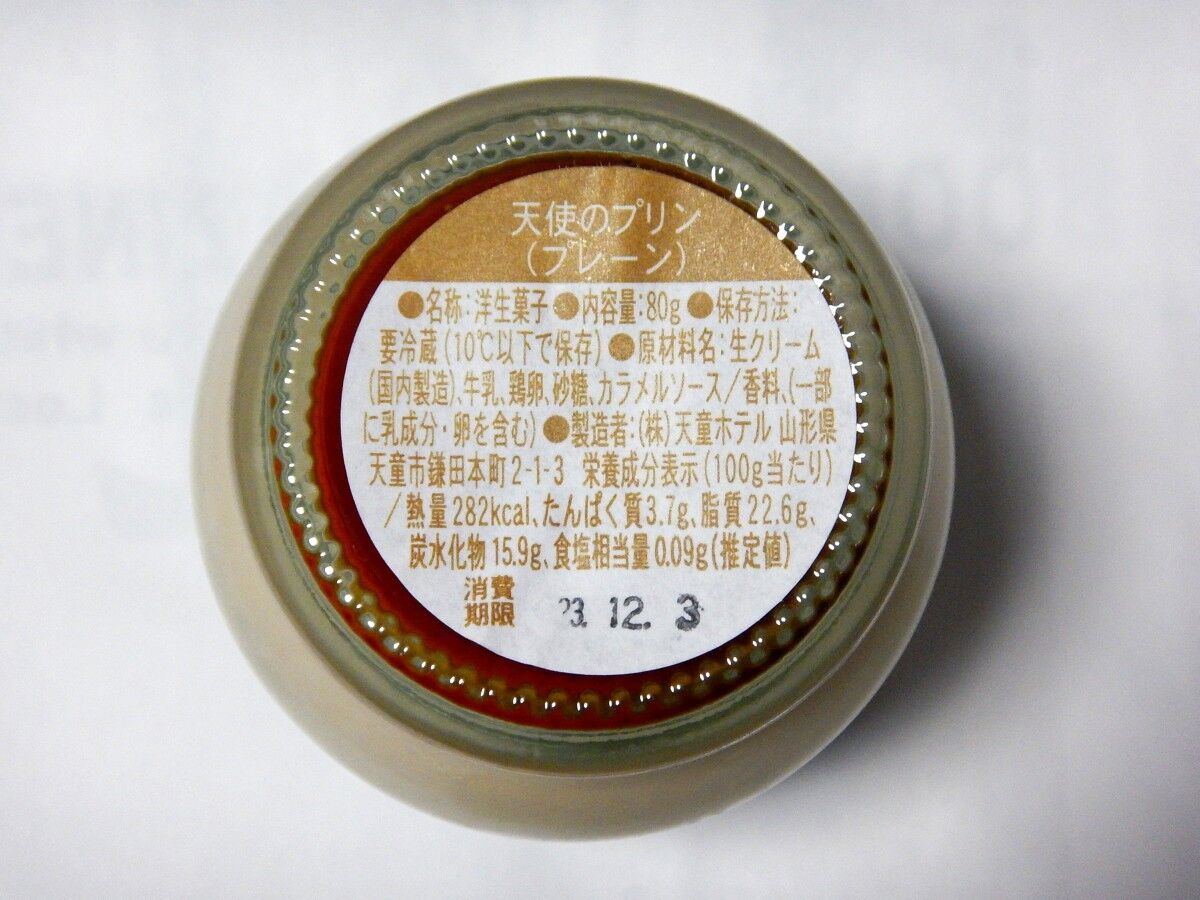 天使のプリン
(プレーン)
●名称:洋生菓子●内容量:80g●保存方法:
要冷蔵(10℃以下で保存)●原材料名:生クリーム
(国内製造)、牛乳、鶏卵、砂糖、カラメルソース/香料、(一部
に乳成分・卵を含む)●製造者:(株)天童ホテル 山形県
天童市鎌田本町2-1-3 栄養成分表示(100g当たり)
/熱量282kcal、たんぱく質3.7g、脂質22.6g、
炭水化物15.9g、食塩相当量0.09g(推定値)
消費
期限 23.12.3